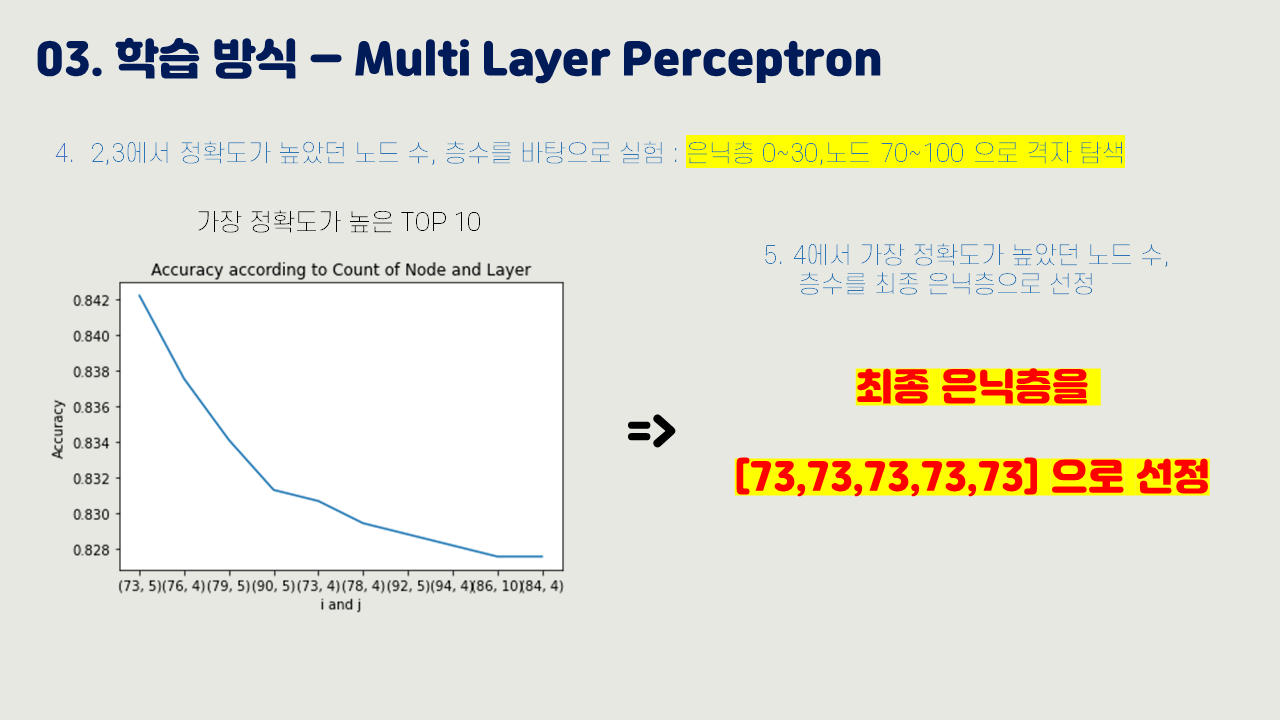 03. 학습 방식 – Multi Layer Perceptron
4. 2,3에서 정확도가 높았던 노드 수, 층수를 바탕으로 실험 : 은닉층 0~30,노드 70~100 으로 격자 탐색
가장 정확도가 높은 TOP 10
Accuracy according to Count of Node and Layer
0.842
0.840
0.838
0.836
0.834
0.832
0.830
0.828
Accuracy
(73, 5)(76, 4)(79, 5)(90, 5)(73, 4)(78, 4)(92, 5)(94, 4)(86, 10)(84, 4)
i and j
=>
5. 4에서 가장 정확도가 높았던 노드 수,
층수를 최종 은닉층으로 선정
최종 은닉층을
[73,73,73,73,73] 으로 선정